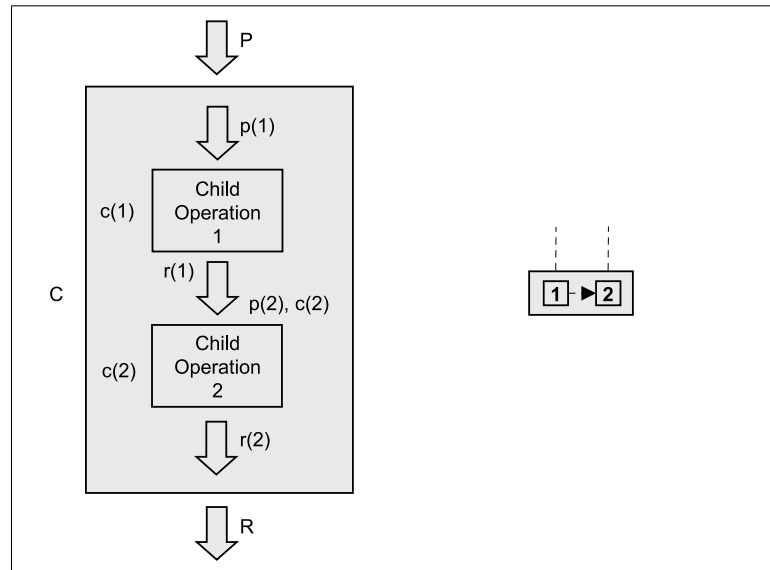 P
p(1)
Child
Operation
1
c(1)
r(1)
p(2), c(2)
C
Child
Operation
2
c(2)
r(2)
R
1 2